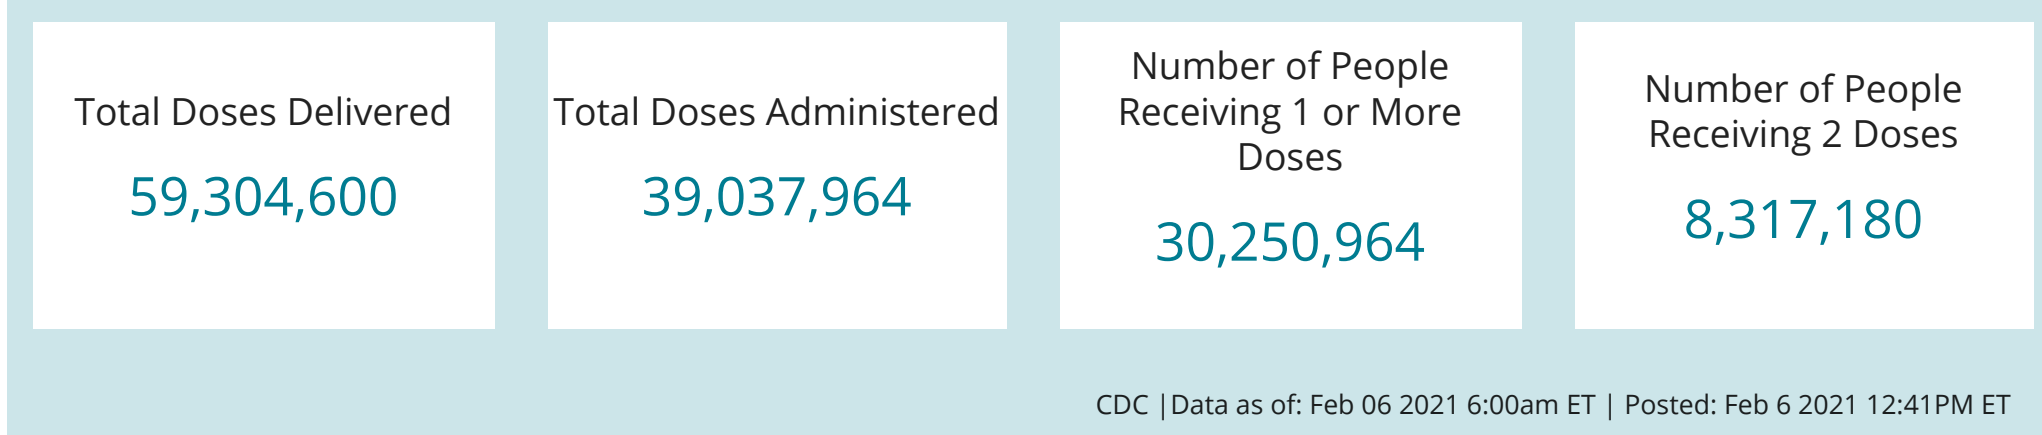 Total Doses Delivered
59,304,600
Total Doses Administered
39,037,964
Number of People
Receiving 1 or More
Doses
30,250,964
Number of People
Receiving 2 Doses
8,317,180
CDC |Data as of: Feb 06 2021 6:00am ET | Posted: Feb 6 2021 12:41PM ET